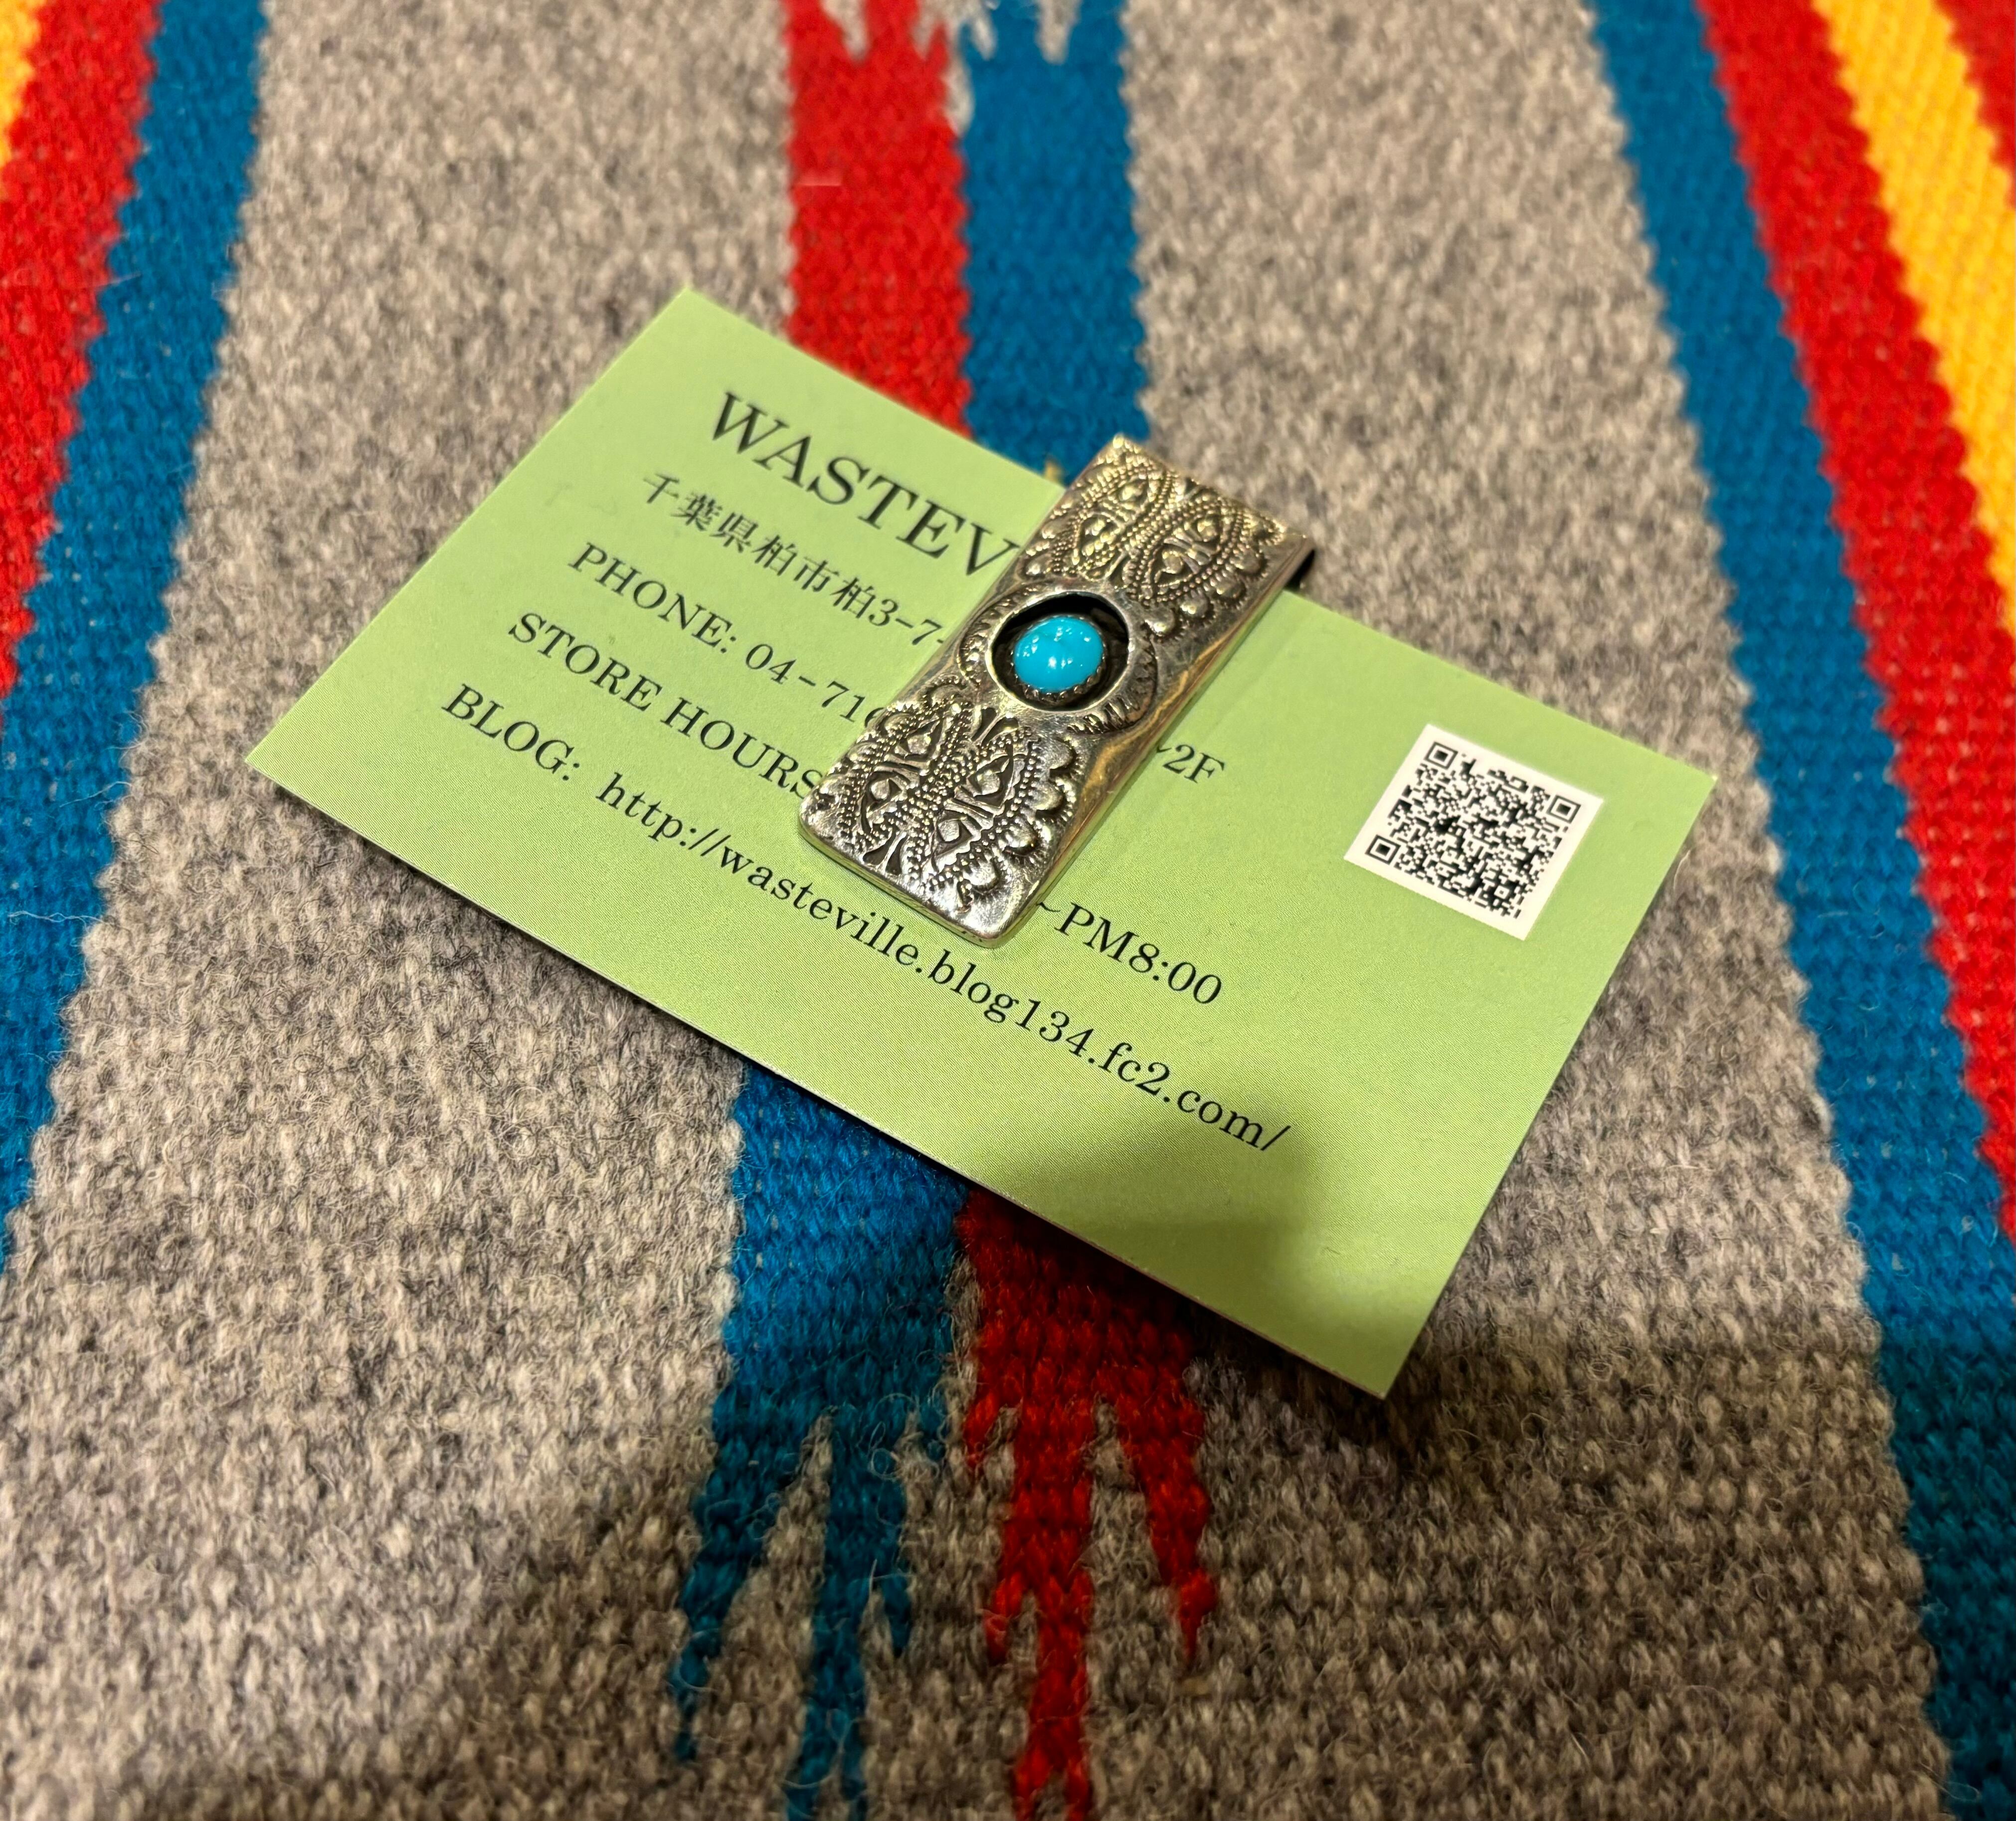 WASTEV
千葉県柏市柏3-7- -2F
PHONE: 04-710
STORE HOURS ~PM8:00
BLOG: http://wasteville.blog134.fc2.com/